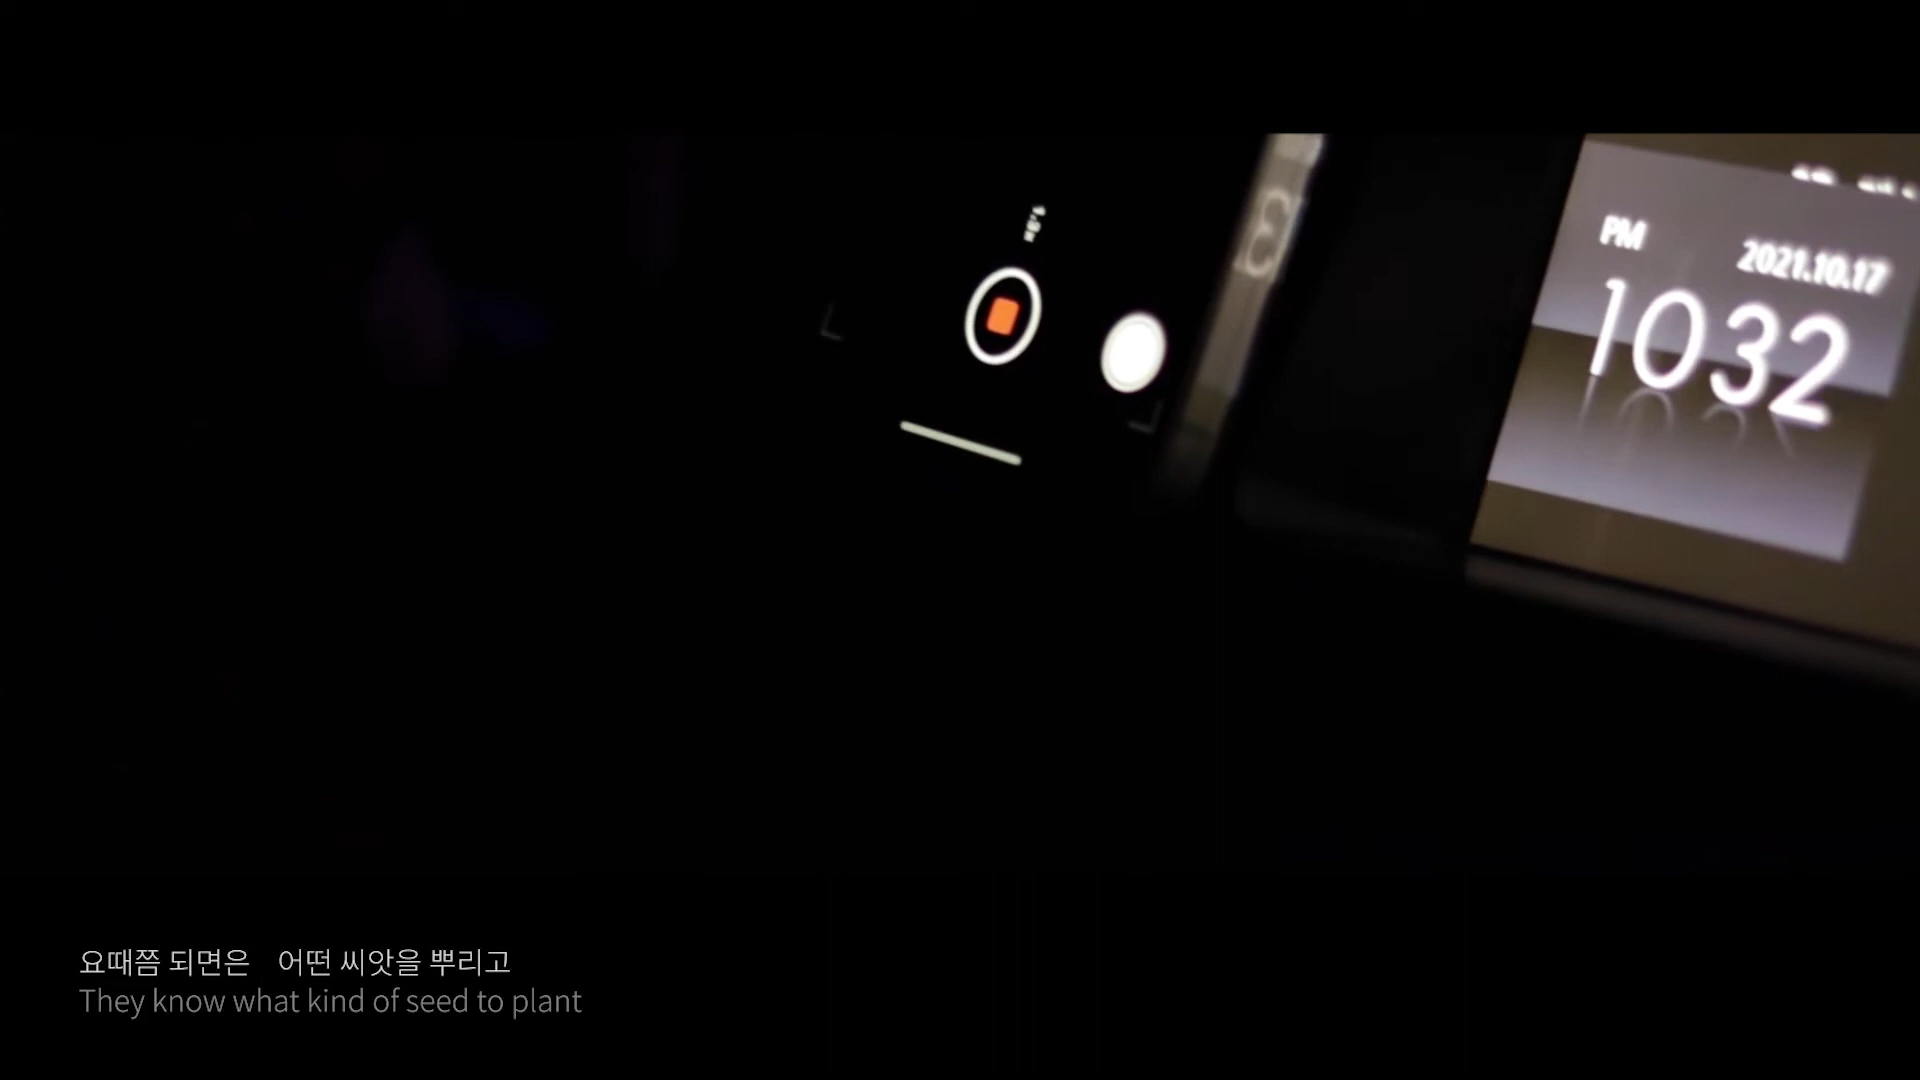 PM
2021.10.17
1032
요때쯤 되면은 어떤 씨앗을 뿌리고
They know what kind of seed to plant